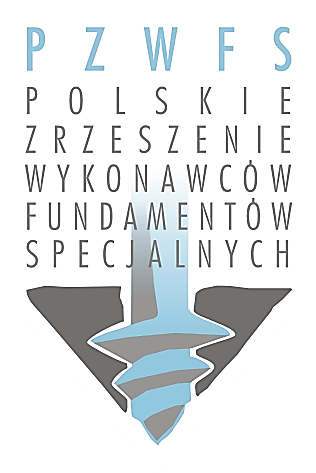 PZWFS
POLSKIE
ZRZESZENIE
WYKONAWCÓW
FUNDAMENTÓW
SPECJALNYCH